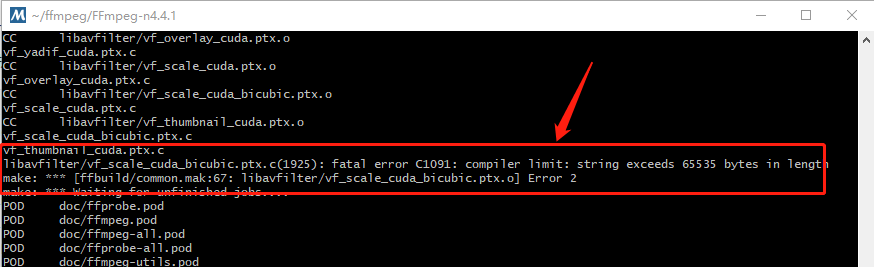 ~/ffmpeg/FFmpeg-n4.4.1
CC libavfilter/vf_overlay_cuda.ptx.o
vf_yadif_cuda.ptx.c
CC libavfilter/vf_scale_cuda.ptx.o
vf_overlay_cuda.ptx.c
CC libavfilter/vf_scale_cuda_bicubic.ptx.o
vf_scale_cuda.ptx.c
CC libavfilter/vf_thumbnail_cuda.ptx.o
vf_scale_cuda_bicubic.ptx.c
vf_thumbnail_cuda.ptx.c
libavfilter/vf_scale_cuda_bicubic.ptx.c(1925): fatal error C1091: compiler limit: string exceeds 65535 bytes in length
make: *** [ffbuild/common.mak:67: libavfilter/vf_scale_cuda_bicubic.ptx.o] Error 2
make: *** Waiting for unfinished jobs....
POD doc/ffprobe.pod
POD doc/ffmpeg.pod
POD doc/ffmpeg-all.pod
POD doc/ffprobe-all.pod
POD doc/ffmpeg-utils.pod